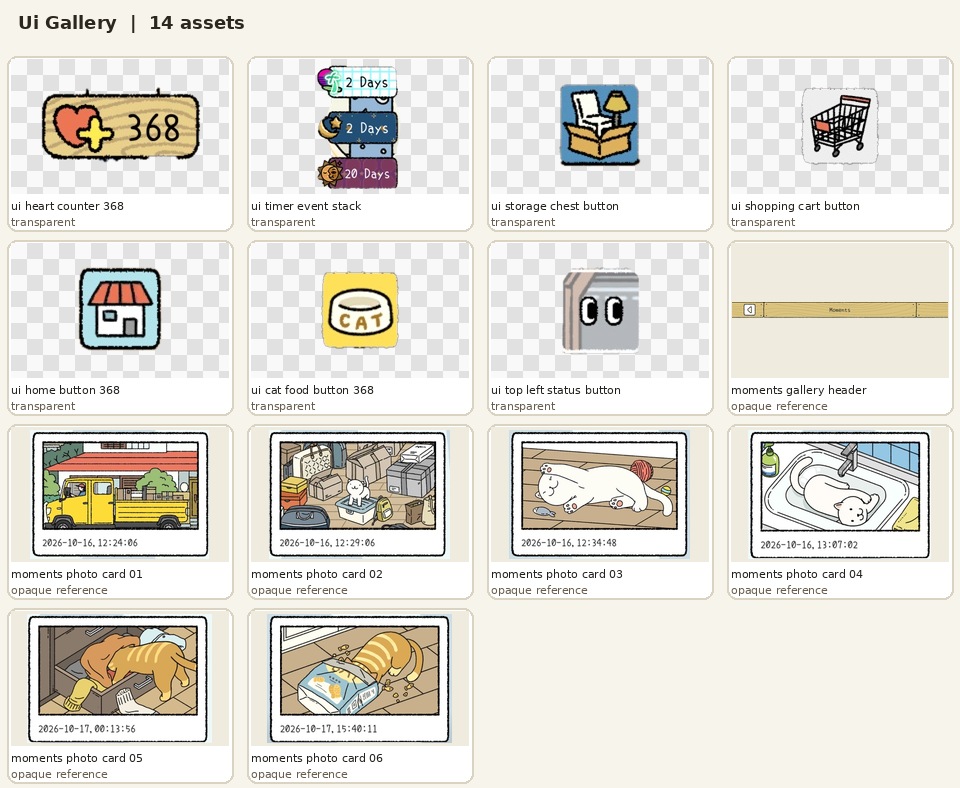 Ui Gallery | 14 assets
368
2 Days
2 Days
20 Days
ui heart counter 368
transparent
ui timer event stack
transparent
ui storage chest button
transparent
ui shopping cart button
transparent
CAT
Moments
ui home button 368
transparent
ui cat food button 368
transparent
ui top left status button
transparent
moments gallery header
opaque reference
2026-10-16, 12:24:06
2026-10-16, 12:29:06
2026-10-16, 12:34:48
2026-10-16, 13:07:02
moments photo card 01
opaque reference
moments photo card 02
opaque reference
moments photo card 03
opaque reference
moments photo card 04
opaque reference
2026-10-17, 00:13:56
2026-10-17, 15:40:11
moments photo card 05
opaque reference
moments photo card 06
opaque reference